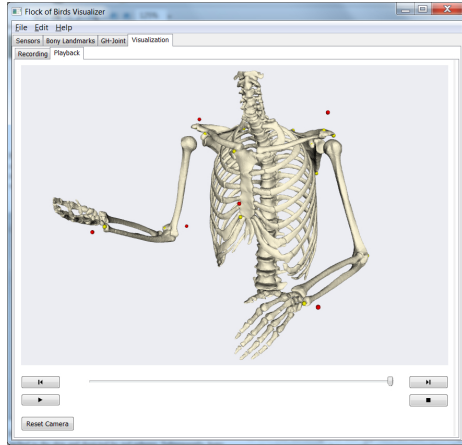 Flock of Birds Visualizer
File Edit Help
Sensors Bony Landmarks GH-Joint Visualization
Recording Playback
Reset Camera